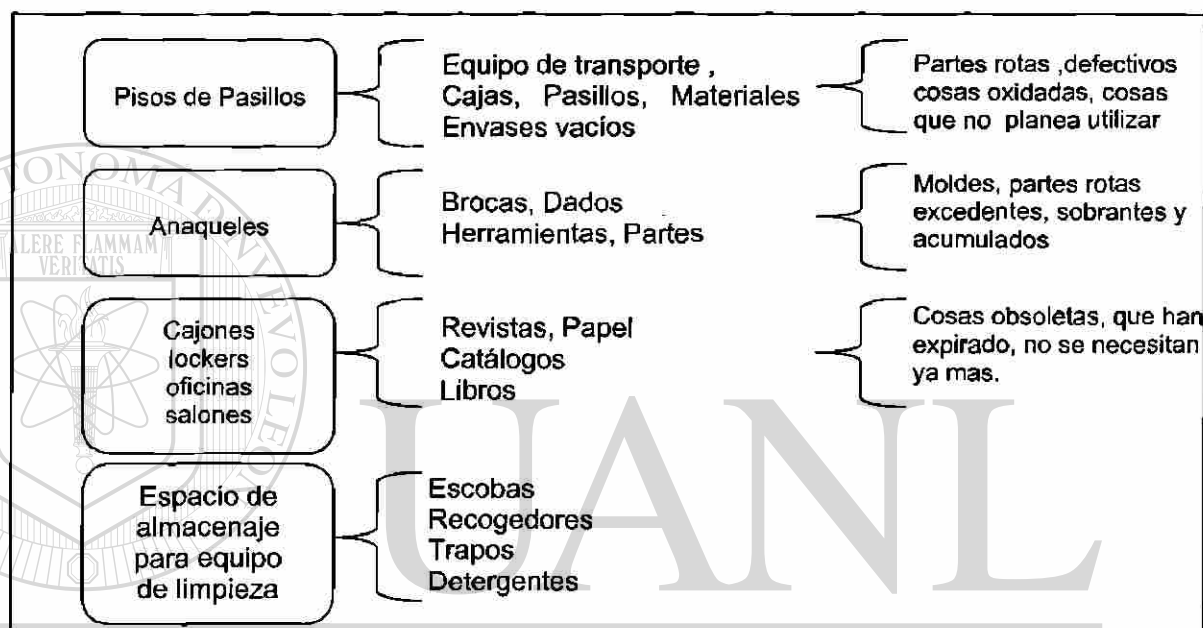 Pisos de Pasillos
Equipo de transporte ,
Cajas, Pasillos, Materiales
Envases vacíos
Partes rotas ,defectivos
cosas oxidadas, cosas
que no planea utilizar
Anaqueles
Brocas, Dados
Herramientas, Partes
Moldes, partes rotas
excedentes, sobrantes y
acumulados
Cajones
lockers
oficinas
salones
Revistas, Papel
Catálogos
Libros
Cosas obsoletas, que han
expirado, no se necesitan
ya mas.
Espacio de
almacenaje
para equipo
de limpieza
Escobas
Recogedores
Trapos
Detergentes
UANL
ALERE FLAMMAM
VERITATIS